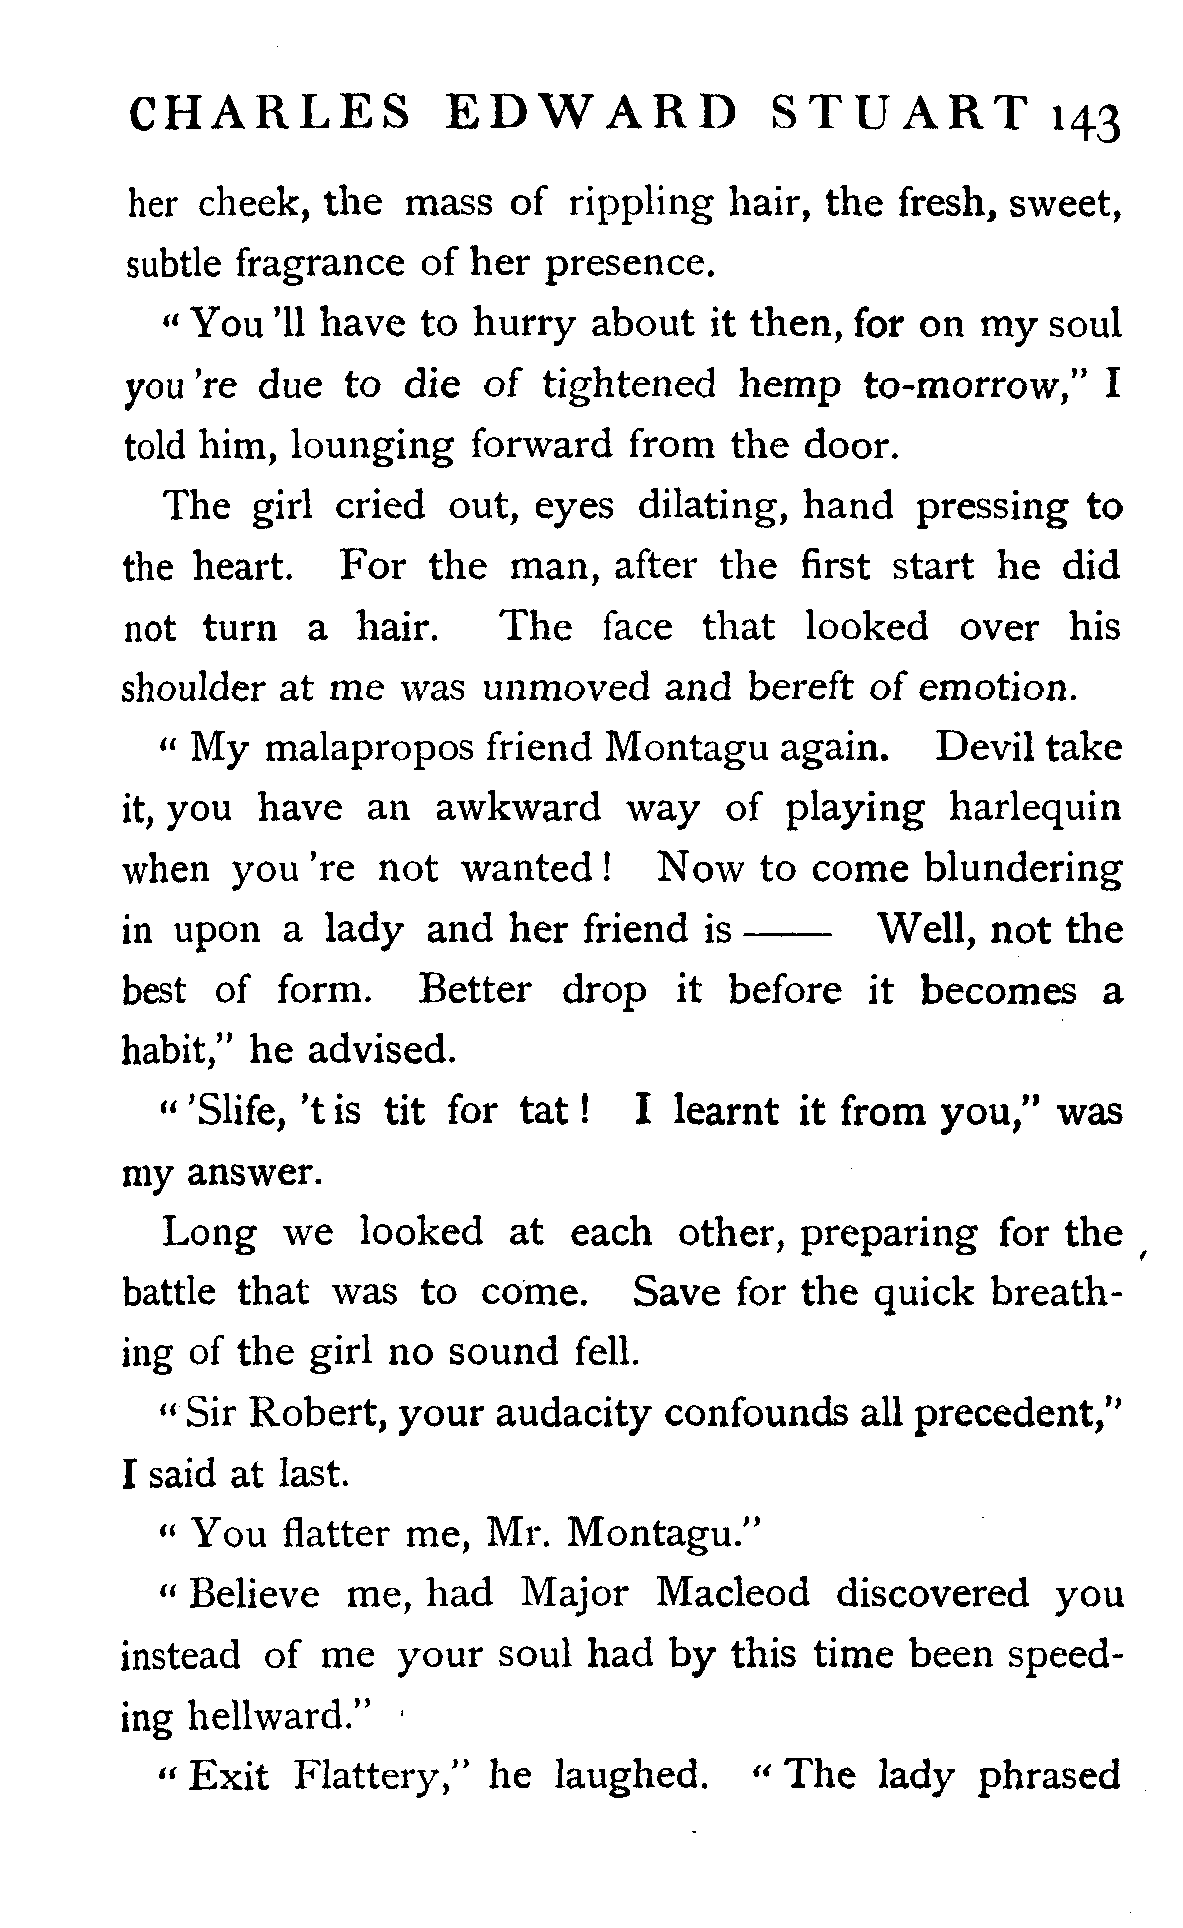 CHARLES EDWARD STUART 143
her cheek, the mass of rippling hair, the fresh, sweet,
subtle fragrance of her presence.
" You 'll have to hurry about it then, for on my soul
you 're due to die of tightened hemp to-morrow," I
told him, lounging forward from the door.
The girl cried out, eyes dilating, hand pressing to
the heart. For the man, after the first start he did
not turn a hair. The face that looked over his
shoulder at me was unmoved and bereft of emotion.
" My malapropos friend Montagu again. Devil take
it, you have an awkward way of playing harlequin
when you 're not wanted ! Now to come blundering
in upon a lady and her friend is —— Well, not the
best of form. Better drop it before it becomes a
habit," he advised.
" 'Slife, 't is tit for tat ! I learnt it from you," was
my answer.
Long we looked at each other, preparing for the
battle that was to come. Save for the quick breath-
ing of the girl no sound fell.
" Sir Robert, your audacity confounds all precedent,"
I said at last.
" You flatter me, Mr. Montagu."
" Believe me, had Major Macleod discovered you
instead of me your soul had by this time been speed-
ing hellward."
" Exit Flattery," he laughed. " The lady phrased